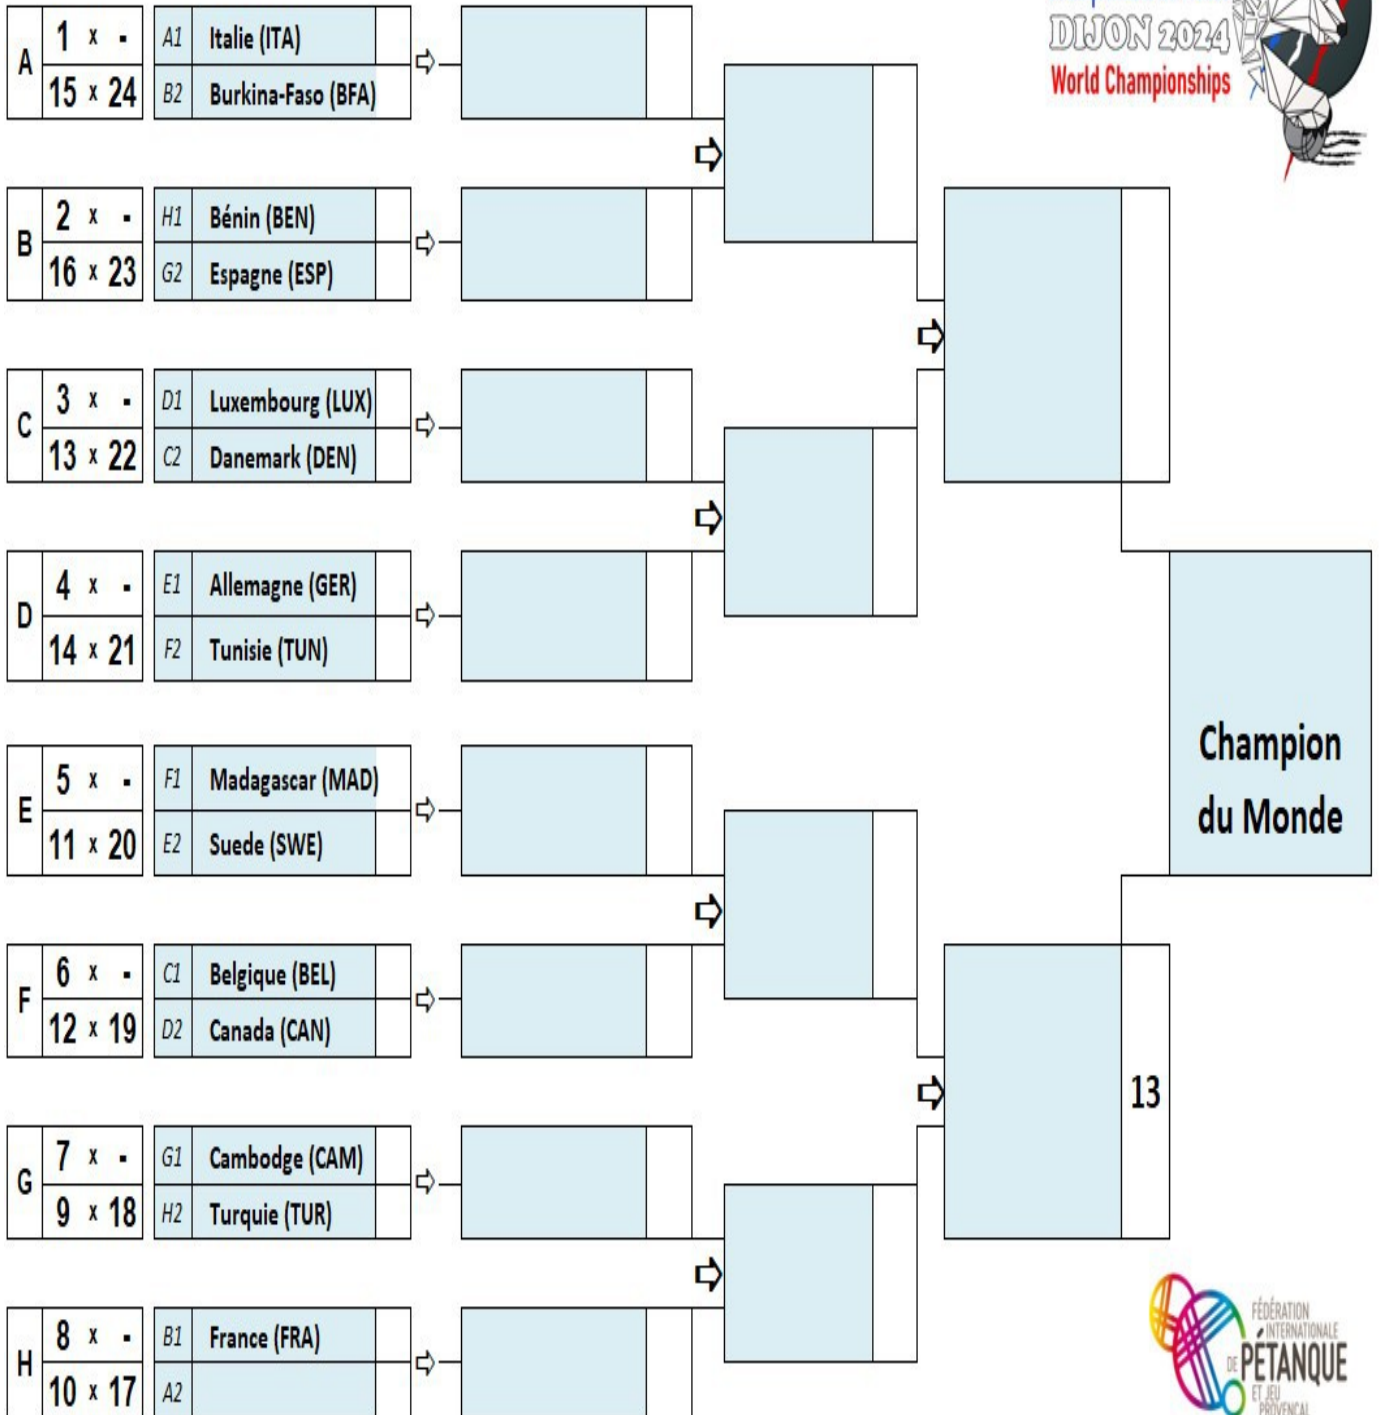 DIJON 2024
World Championships
A
1 x -
15 x 24
A1 Italie (ITA)
B2 Burkina-Faso (BFA)
B
2 x -
16 x 23
H1 Bénin (BEN)
G2 Espagne (ESP)
C
3 x -
13 x 22
D1 Luxembourg (LUX)
C2 Danemark (DEN)
D
4 x -
14 x 21
E1 Allemagne (GER)
F2 Tunisie (TUN)
E
5 x -
11 x 20
F1 Madagascar (MAD)
E2 Suede (SWE)
F
6 x -
12 x 19
C1 Belgique (BEL)
D2 Canada (CAN)
G
7 x -
9 x 18
G1 Cambodge (CAM)
H2 Turquie (TUR)
H
8 x -
10 x 17
B1 France (FRA)
A2
13
Champion
du Monde
FÉDÉRATION
INTERNATIONALE
DE PÉTANQUE
ET JEU
PROVENÇAL